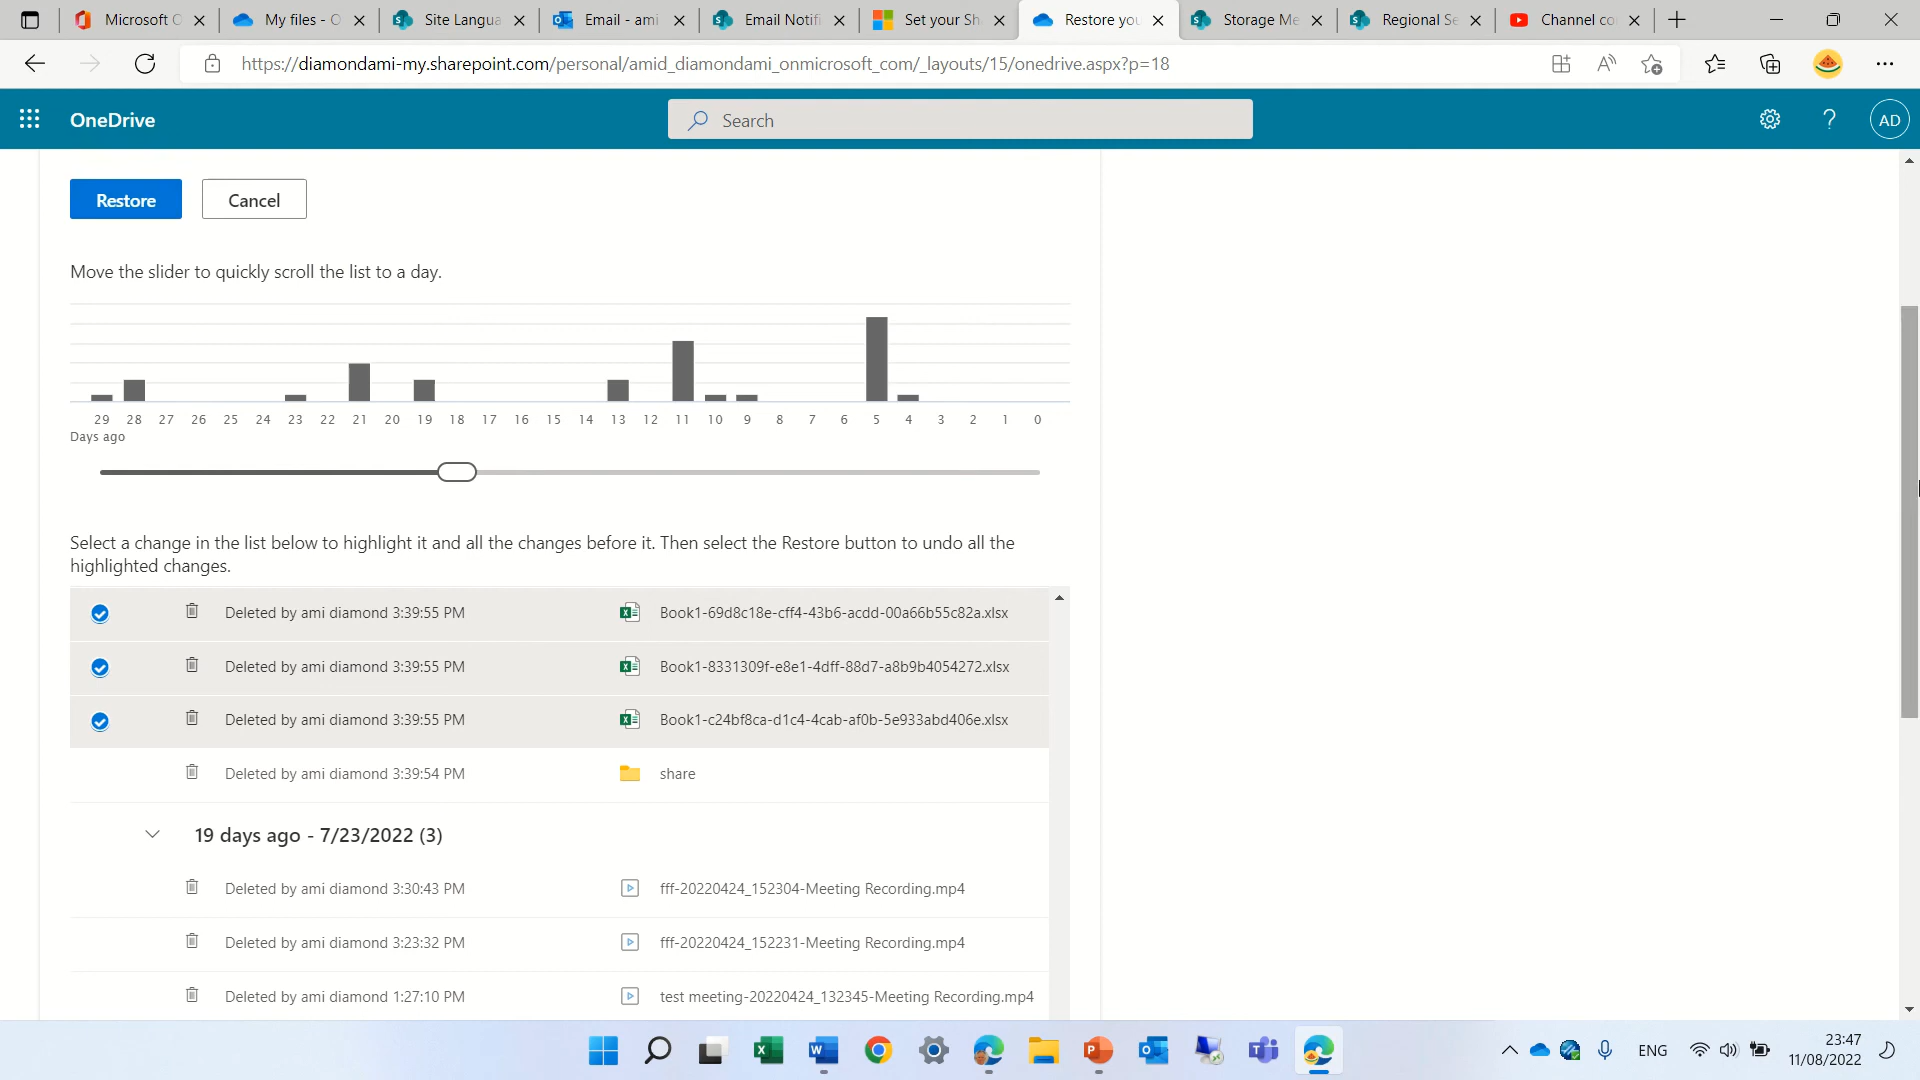 Microsoft O
My files - O
Site Langua
Email - ami
Email Notifi
Set your Sh
Restore you
Storage Me
Regional Se
Channel co
https://diamondami-my.sharepoint.com/personal/amid_diamondami_onmicrosoft_com/_layouts/15/onedrive.aspx?p=18
OneDrive
Search
AD
Restore
Cancel
Move the slider to quickly scroll the list to a day.
29 28 27 26 25 24 23 22 21 20 19 18 17 16 15 14 13 12 11 10 9 8 7 6 5 4 3 2 1 0
Days ago
Select a change in the list below to highlight it and all the changes before it. Then select the Restore button to undo all the
highlighted changes.
Deleted by ami diamond 3:39:55 PM Book1-69d8c18e-cff4-43b6-acdd-00a66b55c82a.xlsx
Deleted by ami diamond 3:39:55 PM Book1-8331309f-e8e1-4dff-88d7-a8b9b4054272.xlsx
Deleted by ami diamond 3:39:55 PM Book1-c24bf8ca-d1c4-4cab-af0b-5e933abd406e.xlsx
Deleted by ami diamond 3:39:54 PM share
19 days ago - 7/23/2022 (3)
Deleted by ami diamond 3:30:43 PM fff-20220424_152304-Meeting Recording.mp4
Deleted by ami diamond 3:23:32 PM fff-20220424_152231-Meeting Recording.mp4
Deleted by ami diamond 1:27:10 PM test meeting-20220424_132345-Meeting Recording.mp4
ENG
23:47
11/08/2022